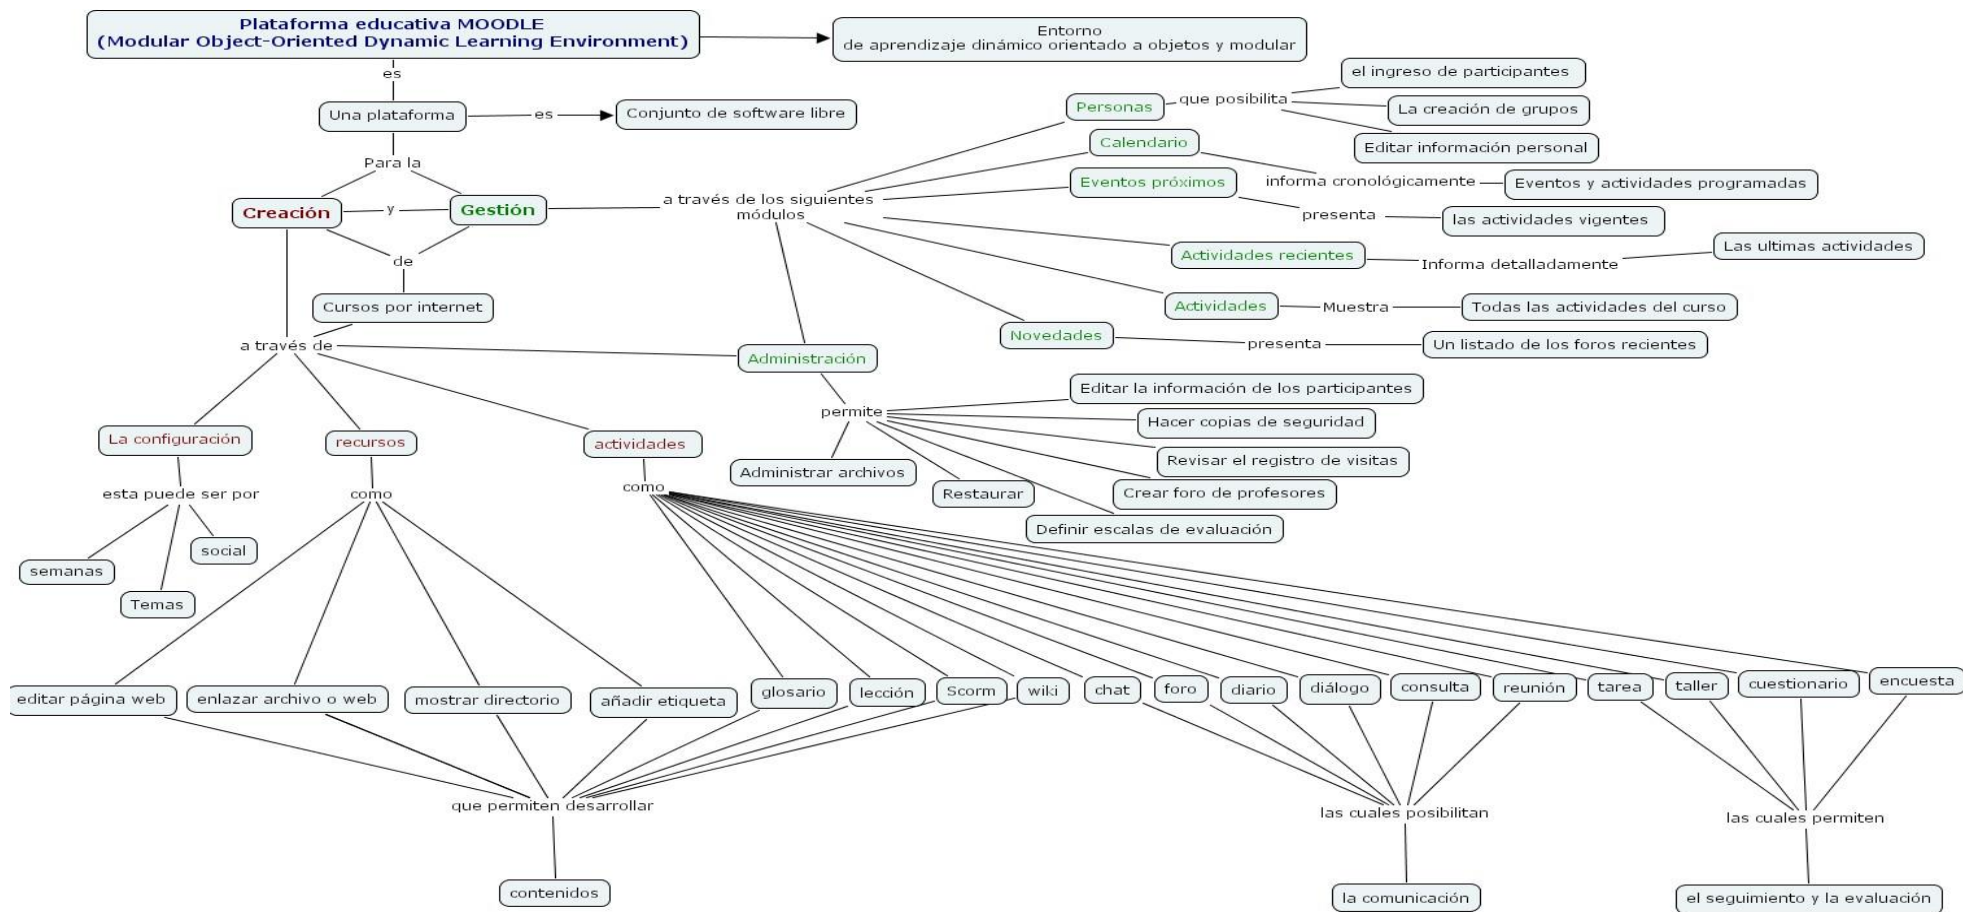 Plataforma educativa MOODLE
(Modular Object-Oriented Dynamic Learning Environment)
Entorno
de aprendizaje dinámico orientado a objetos y modular
es
Una plataforma
es
Conjunto de software libre
Para la
Creación
y
Gestión
de
Cursos por internet
a través de los siguientes
módulos
Personas
que posibilita
el ingreso de participantes
La creación de grupos
Editar información personal
Calendario
informa cronológicamente
Eventos y actividades programadas
Eventos próximos
presenta
las actividades vigentes
Actividades recientes
Informa detalladamente
Las ultimas actividades
Actividades
Muestra
Todas las actividades del curso
Novedades
presenta
Un listado de los foros recientes
a través de
Administración
permite
Editar la información de los participantes
Hacer copias de seguridad
Revisar el registro de visitas
Crear foro de profesores
Definir escalas de evaluación
Restaurar
Administrar archivos
La configuración
esta puede ser por
semanas
Temas
social
recursos
como
editar página web
enlazar archivo o web
mostrar directorio
añadir etiqueta
actividades
como
glosario
lección
Scorm
wiki
chat
foro
diario
diálogo
consulta
reunión
tarea
taller
cuestionario
encuesta
que permiten desarrollar
contenidos
las cuales posibilitan
la comunicación
las cuales permiten
el seguimiento y la evaluación